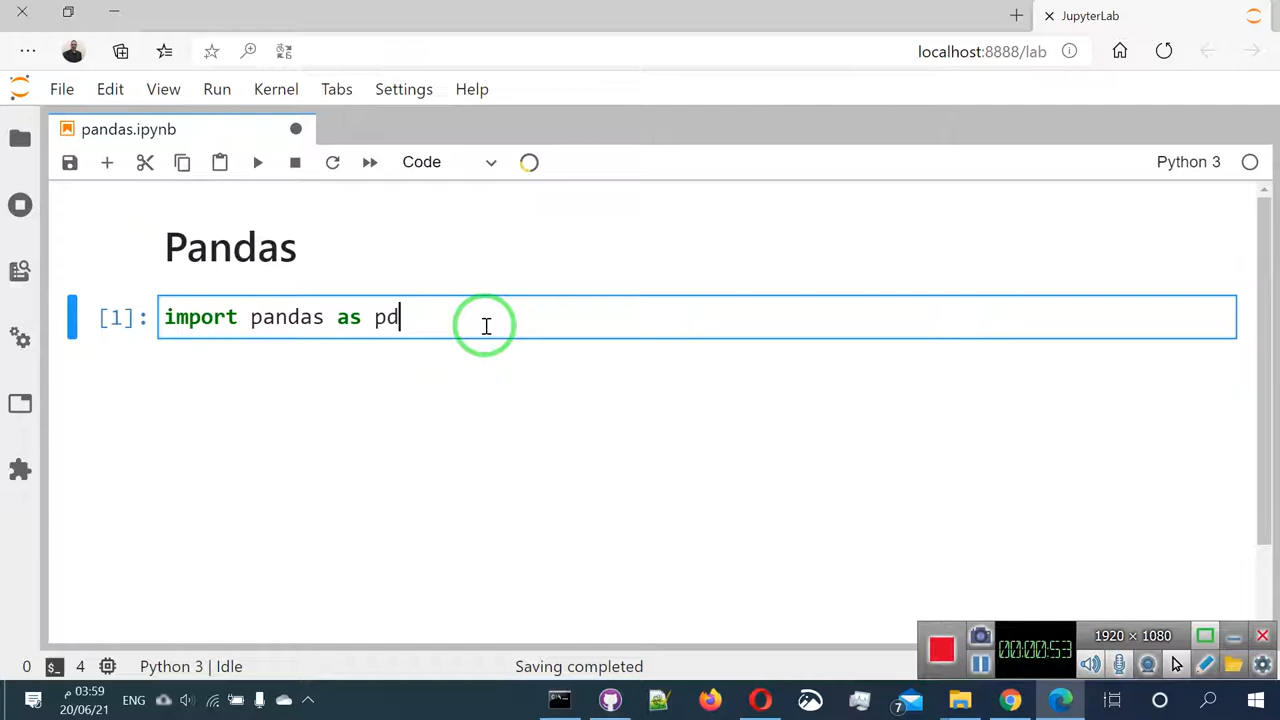 JupyterLab
localhost:8888/lab
File Edit View Run Kernel Tabs Settings Help
pandas.ipynb
Code
Python 3
Pandas
[1]: import pandas as pd
1920 × 1080
00:00:53
0 4 Python 3 | Idle Saving completed
03:59 م
ENG
20/06/21
7